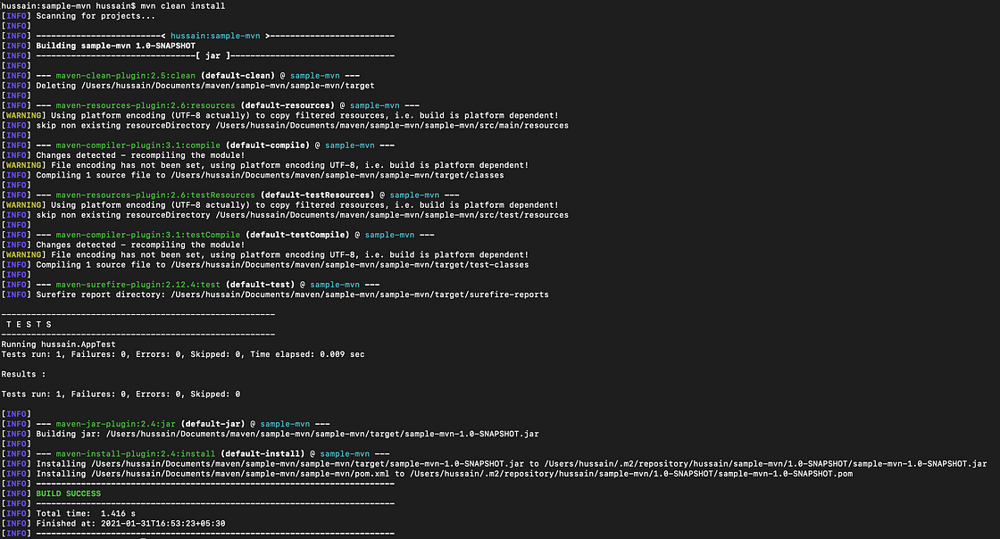 hussain:sample-mvn hussain$ mvn clean install
[INFO] Scanning for projects...
[INFO]
[INFO] -------------------------< hussain:sample-mvn >-------------------------
[INFO] Building sample-mvn 1.0-SNAPSHOT
[INFO] --------------------------------[ jar ]---------------------------------
[INFO]
[INFO] --- maven-clean-plugin:2.5:clean (default-clean) @ sample-mvn ---
[INFO] Deleting /Users/hussain/Documents/maven/sample-mvn/sample-mvn/target
[INFO]
[INFO] --- maven-resources-plugin:2.6:resources (default-resources) @ sample-mvn ---
[WARNING] Using platform encoding (UTF-8 actually) to copy filtered resources, i.e. build is platform dependent!
[INFO] skip non existing resourceDirectory /Users/hussain/Documents/maven/sample-mvn/sample-mvn/src/main/resources
[INFO]
[INFO] --- maven-compiler-plugin:3.1:compile (default-compile) @ sample-mvn ---
[INFO] Changes detected - recompiling the module!
[WARNING] File encoding has not been set, using platform encoding UTF-8, i.e. build is platform dependent!
[INFO] Compiling 1 source file to /Users/hussain/Documents/maven/sample-mvn/sample-mvn/target/classes
[INFO]
[INFO] --- maven-resources-plugin:2.6:testResources (default-testResources) @ sample-mvn ---
[WARNING] Using platform encoding (UTF-8 actually) to copy filtered resources, i.e. build is platform dependent!
[INFO] skip non existing resourceDirectory /Users/hussain/Documents/maven/sample-mvn/sample-mvn/src/test/resources
[INFO]
[INFO] --- maven-compiler-plugin:3.1:testCompile (default-testCompile) @ sample-mvn ---
[INFO] Changes detected - recompiling the module!
[WARNING] File encoding has not been set, using platform encoding UTF-8, i.e. build is platform dependent!
[INFO] Compiling 1 source file to /Users/hussain/Documents/maven/sample-mvn/sample-mvn/target/test-classes
[INFO]
[INFO] --- maven-surefire-plugin:2.12.4:test (default-test) @ sample-mvn ---
[INFO] Surefire report directory: /Users/hussain/Documents/maven/sample-mvn/sample-mvn/target/surefire-reports
-------------------------------------------------------
T E S T S
-------------------------------------------------------
Running hussain.AppTest
Tests run: 1, Failures: 0, Errors: 0, Skipped: 0, Time elapsed: 0.009 sec
Results :
Tests run: 1, Failures: 0, Errors: 0, Skipped: 0
[INFO]
[INFO] --- maven-jar-plugin:2.4:jar (default-jar) @ sample-mvn ---
[INFO] Building jar: /Users/hussain/Documents/maven/sample-mvn/sample-mvn/target/sample-mvn-1.0-SNAPSHOT.jar
[INFO]
[INFO] --- maven-install-plugin:2.4:install (default-install) @ sample-mvn ---
[INFO] Installing /Users/hussain/Documents/maven/sample-mvn/sample-mvn/target/sample-mvn-1.0-SNAPSHOT.jar to /Users/hussain/.m2/repository/hussain/sample-mvn/1.0-SNAPSHOT/sample-mvn-1.0-SNAPSHOT.jar
[INFO] Installing /Users/hussain/Documents/maven/sample-mvn/sample-mvn/pom.xml to /Users/hussain/.m2/repository/hussain/sample-mvn/1.0-SNAPSHOT/sample-mvn-1.0-SNAPSHOT.pom
[INFO] ------------------------------------------------------------------------
[INFO] BUILD SUCCESS
[INFO] ------------------------------------------------------------------------
[INFO] Total time:  1.416 s
[INFO] Finished at: 2021-01-31T16:53:23+05:30
[INFO] ------------------------------------------------------------------------